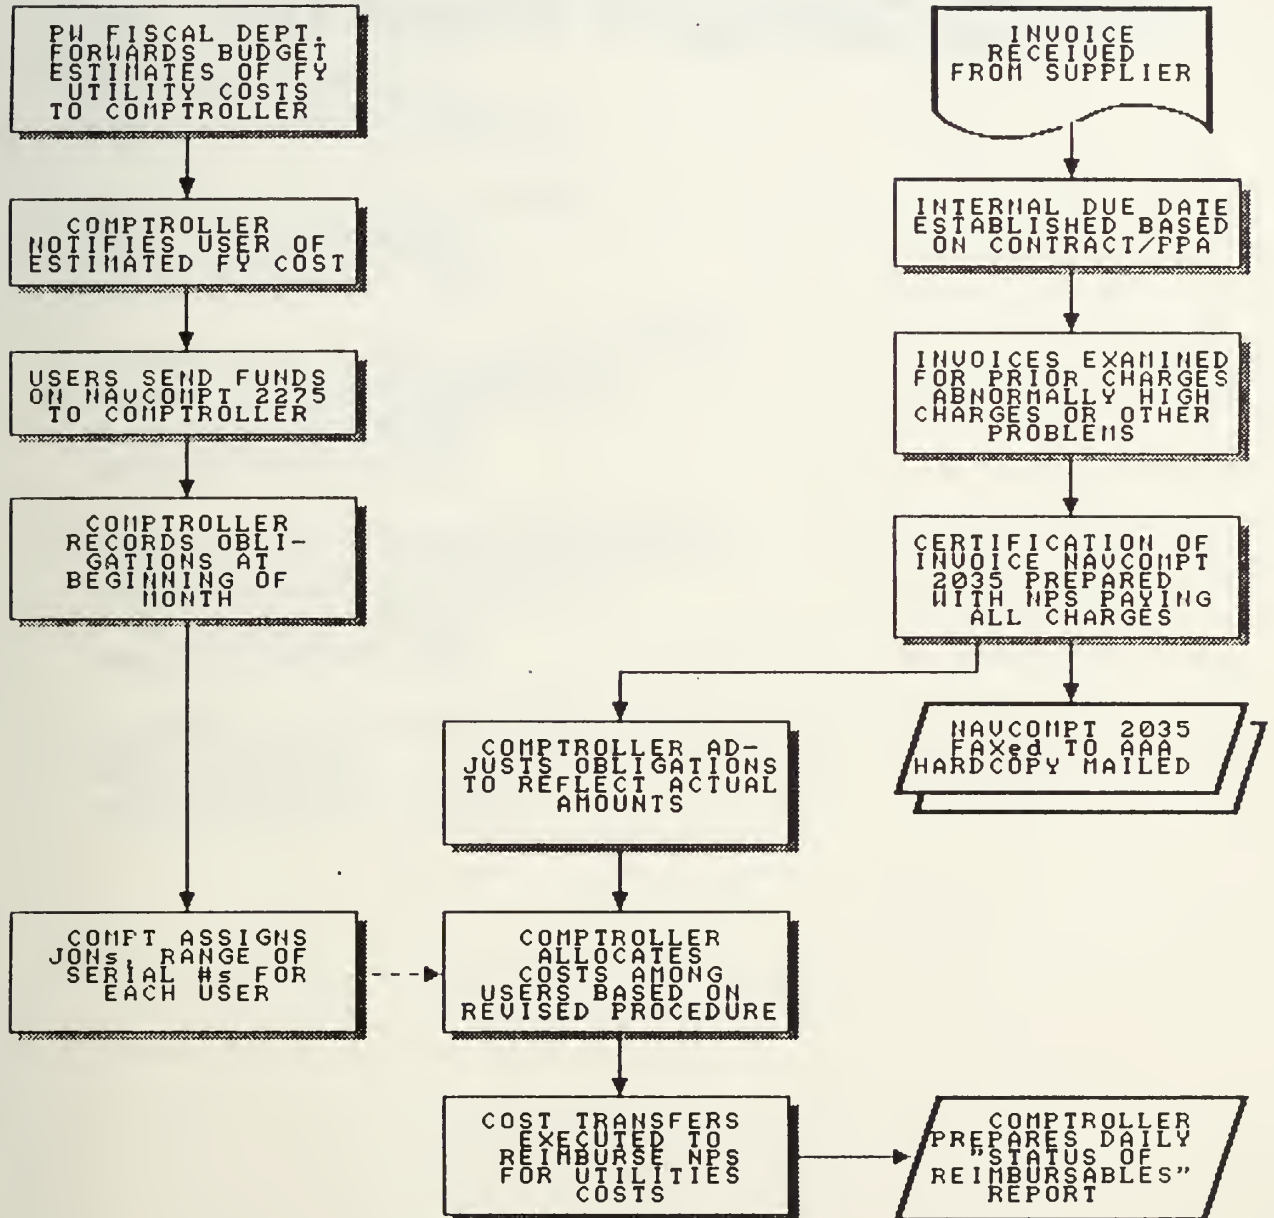 PW FISCAL DEPT.
FORWARDS BUDGET
ESTIMATES OF FY
UTILITY COSTS
TO COMPTROLLER
COMPTROLLER
NOTIFIES USER OF
ESTIMATED FY COST
USERS SEND FUNDS
ON NAVCOMPT 2275
TO COMPTROLLER
COMPTROLLER
RECORDS OBLI-
GATIONS AT
BEGINNING OF
MONTH
COMPT ASSIGNS
JONs, RANGE OF
SERIAL #s FOR
EACH USER
INVOICE
RECEIVED
FROM SUPPLIER
INTERNAL DUE DATE
ESTABLISHED BASED
ON CONTRACT/PPA
INVOICES EXAMINED
FOR PRIOR CHARGES
ABNORMALLY HIGH
CHARGES OR OTHER
PROBLEMS
CERTIFICATION OF
INVOICE NAVCOMPT
2035 PREPARED
WITH NPS PAYING
ALL CHARGES
NAVCOMPT 2035
FAXed TO AAA
HARDCOPY MAILED
COMPTROLLER AD-
JUSTS OBLIGATIONS
TO REFLECT ACTUAL
AMOUNTS
COMPTROLLER
ALLOCATES
COSTS AMONG
USERS BASED ON
REVISED PROCEDURE
COST TRANSFERS
EXECUTED TO
REIMBURSE NPS
FOR UTILITIES
COSTS
COMPTROLLER
PREPARES DAILY
"STATUS OF
REIMBURSABLES"
REPORT